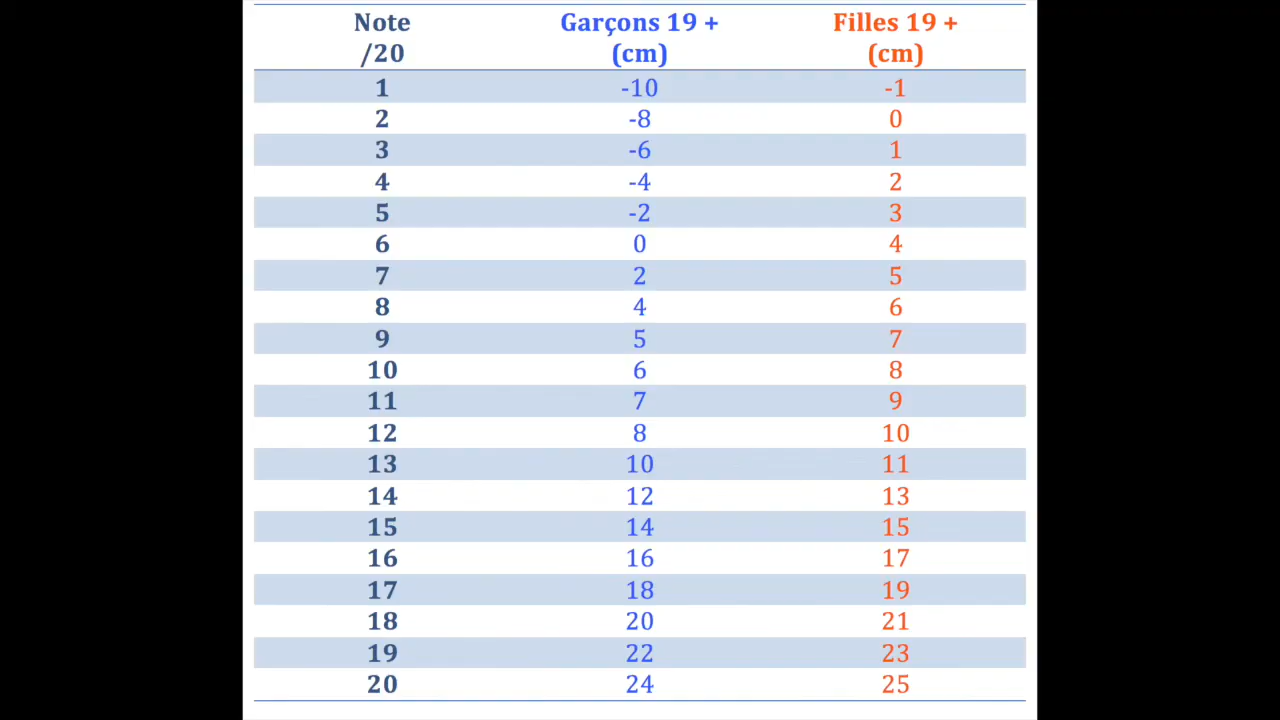 Note Garçons 19 + Filles 19 +
/20 (cm) (cm)
1 -10 -1
2 -8 0
3 -6 1
4 -4 2
5 -2 3
6 0 4
7 2 5
8 4 6
9 5 7
10 6 8
11 7 9
12 8 10
13 10 11
14 12 13
15 14 15
16 16 17
17 18 19
18 20 21
19 22 23
20 24 25